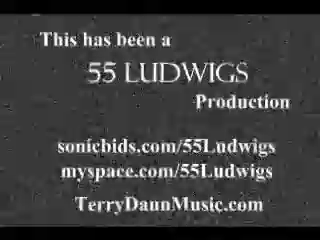 This has been a
55 LUDWIGS
Production
sonicbids.com/55Ludwigs
myspace.com/55Ludwigs
TerryDaunMusic.com